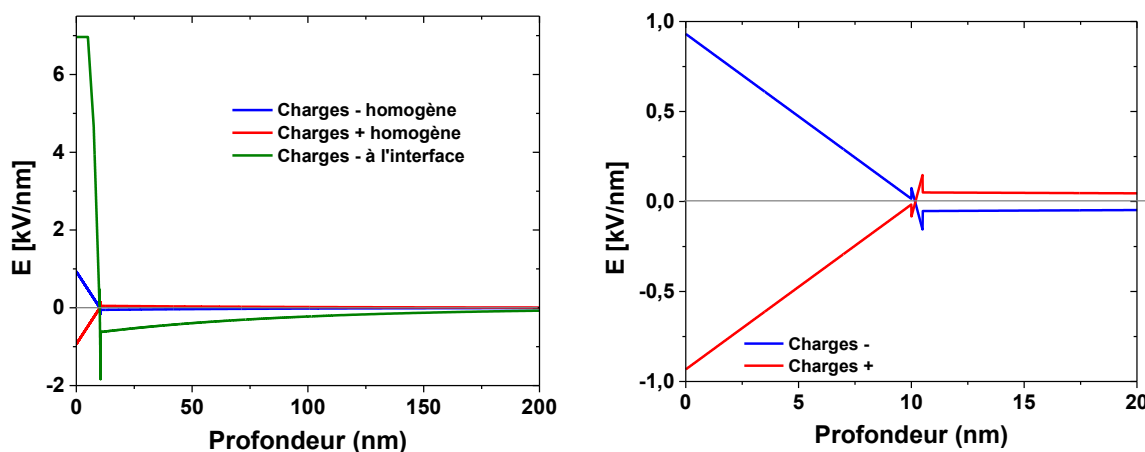 E [kV/nm]
6
4
2
0
-2
Charges - homogène
Charges + homogène
Charges - à l'interface
0 50 100 150 200
Profondeur (nm)
E [kV/nm]
1,0
0,5
0,0
-0,5
-1,0
Charges -
Charges +
0 5 10 15 20
Profondeur (nm)